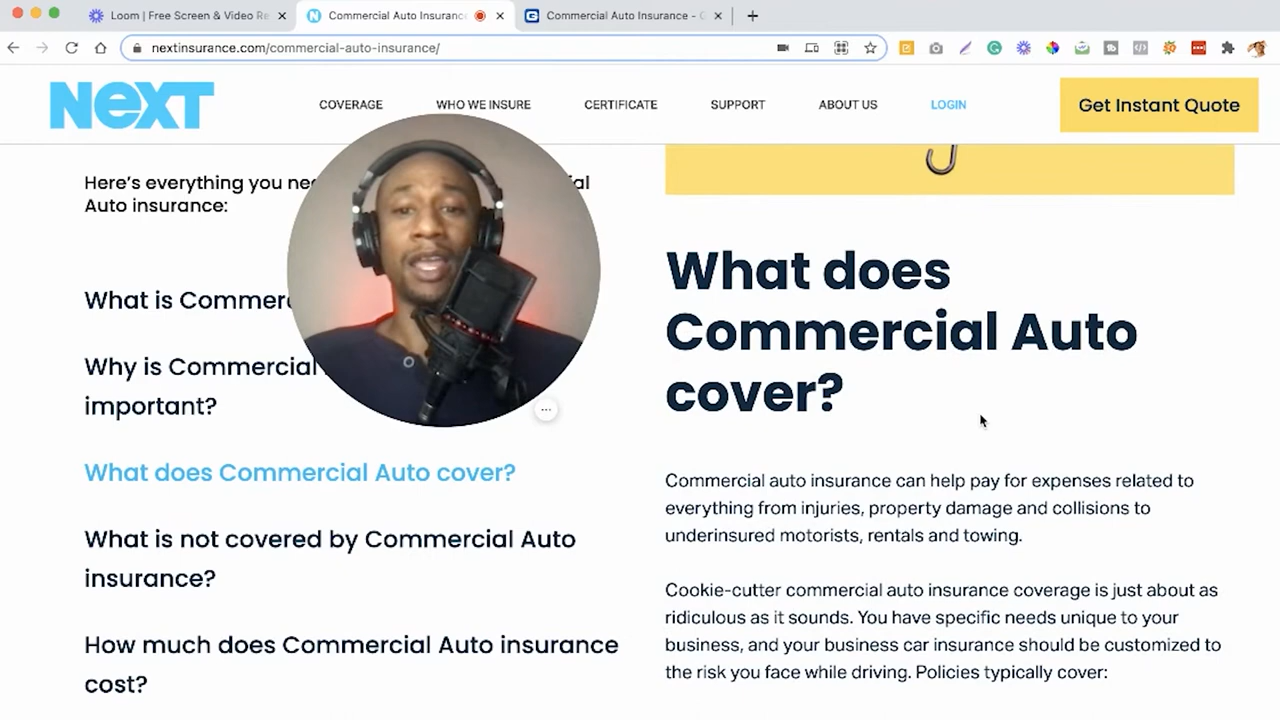 Loom | Free Screen & Video Re
Commercial Auto Insuranc
Commercial Auto Insurance - G
nextinsurance.com/commercial-auto-insurance/
NEXT
COVERAGE
WHO WE INSURE
CERTIFICATE
SUPPORT
ABOUT US
LOGIN
Get Instant Quote
Here's everything you
Auto insurance:
What is
Why is Commercial
important?
What does Commercial Auto cover?
What is not covered by Commercial Auto
insurance?
How much does Commercial Auto insurance
cost?
What does
Commercial Auto
cover?
Commercial auto insurance can help pay for expenses related to
everything from injuries, property damage and collisions to
underinsured motorists, rentals and towing.
Cookie-cutter commercial auto insurance coverage is just about as
ridiculous as it sounds. You have specific needs unique to your
business, and your business car insurance should be customized to
the risk you face while driving. Policies typically cover: